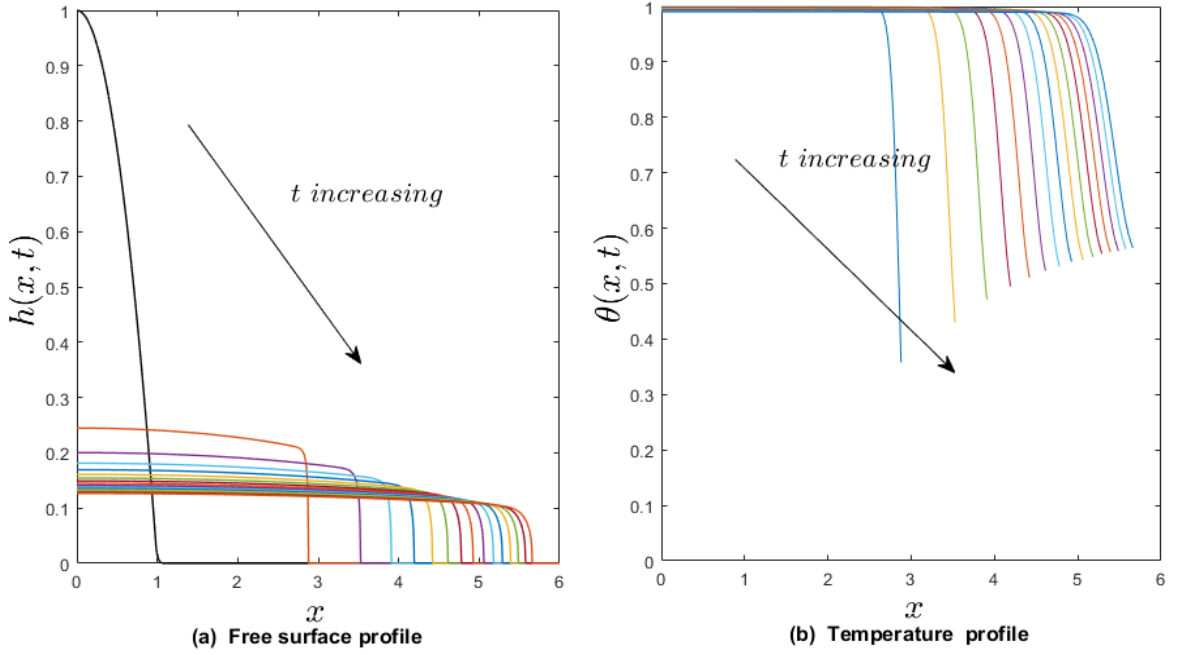 1
0.9
0.8
0.7
0.6
0.5
0.4
0.3
0.2
0.1
0
0 1 2 3 4 5 6
h(x, t)
t increasing
x
(a) Free surface profile
1
0.9
0.8
0.7
0.6
0.5
0.4
0.3
0.2
0.1
0
0 1 2 3 4 5 6
θ(x, t)
t increasing
x
(b) Temperature profile